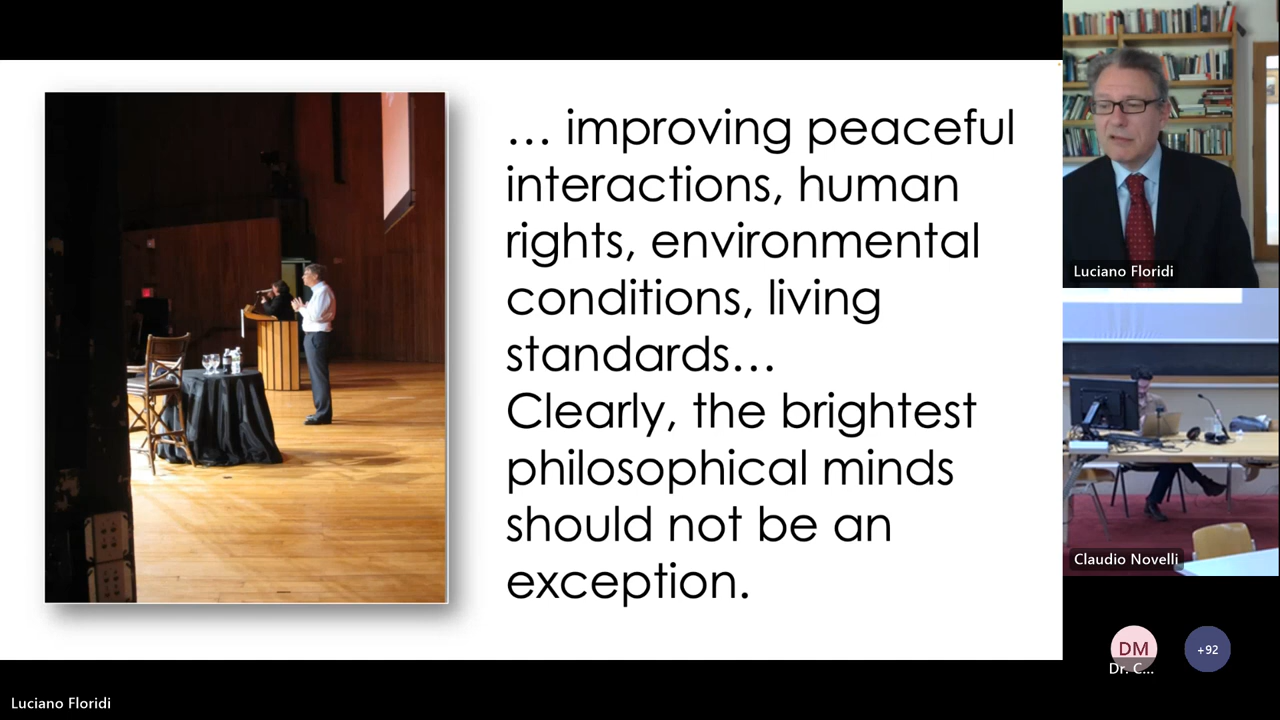 … improving peaceful
interactions, human
rights, environmental
conditions, living
standards…
Clearly, the brightest
philosophical minds
should not be an
exception.
Luciano Floridi
Claudio Novelli
DM
Dr. C...
+92
Luciano Floridi